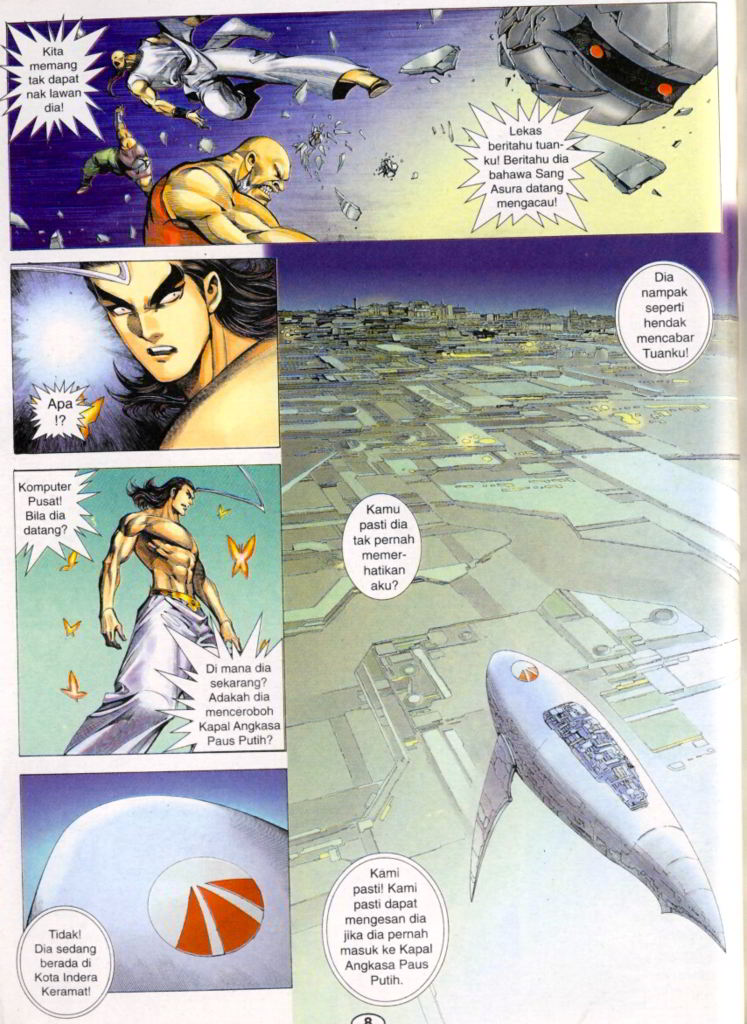 Kita
memang
tak dapat
nak lawan
dia!
Lekas
beritahu tuan-
ku! Beritahu dia
bahawa Sang
Asura datang
mengacau!
Apa
!?
Dia
nampak
seperti
hendak
mencabar
Tuanku!
Komputer
Pusat!
Bila dia
datang?
Di mana dia
sekarang?
Adakah dia
menceroboh
Kapal Angkasa
Paus Putih?
Kamu
pasti dia
tak pernah
memer-
hatikan
aku?
Tidak!
Dia sedang
berada di
Kota Indera
Keramat!
Kami
pasti! Kami
pasti dapat
mengesan dia
jika dia pernah
masuk ke Kapal
Angkasa Paus
Putih.
8